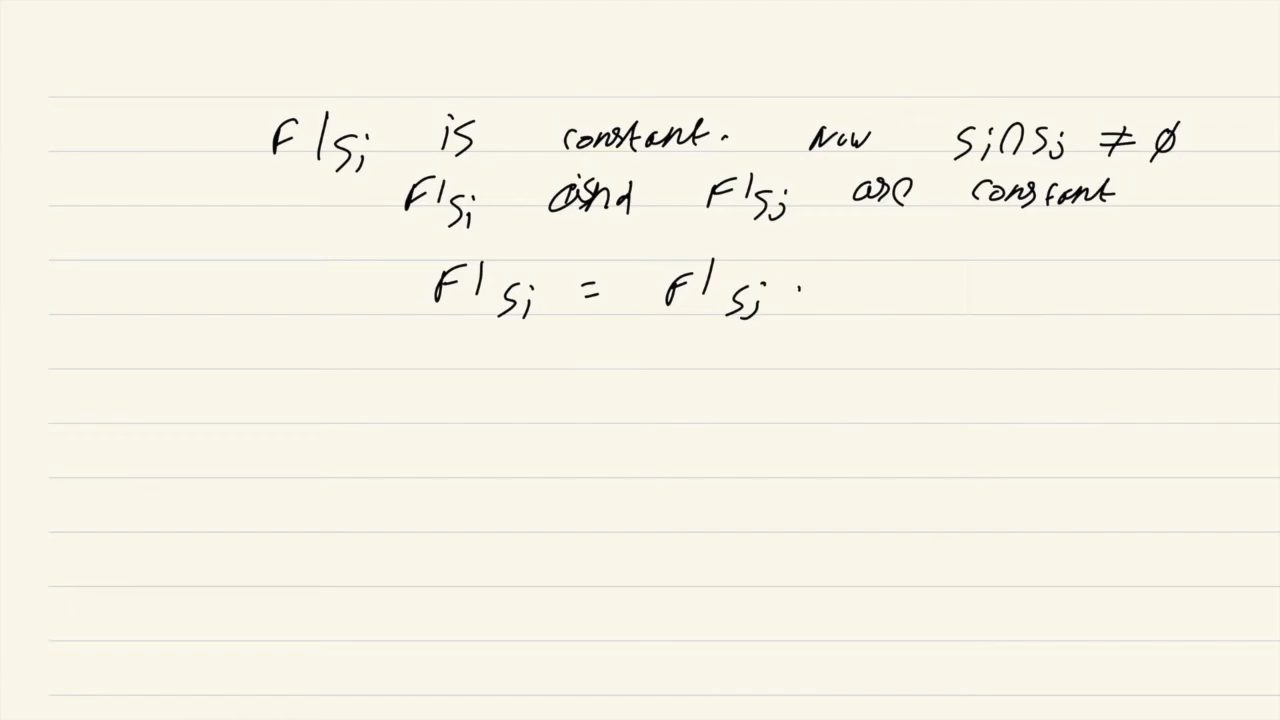 F|Sᵢ is constant. Now Sᵢ∩Sⱼ ≠ ∅
F|Sᵢ and F|Sⱼ are constant
F|Sᵢ = F|Sⱼ .